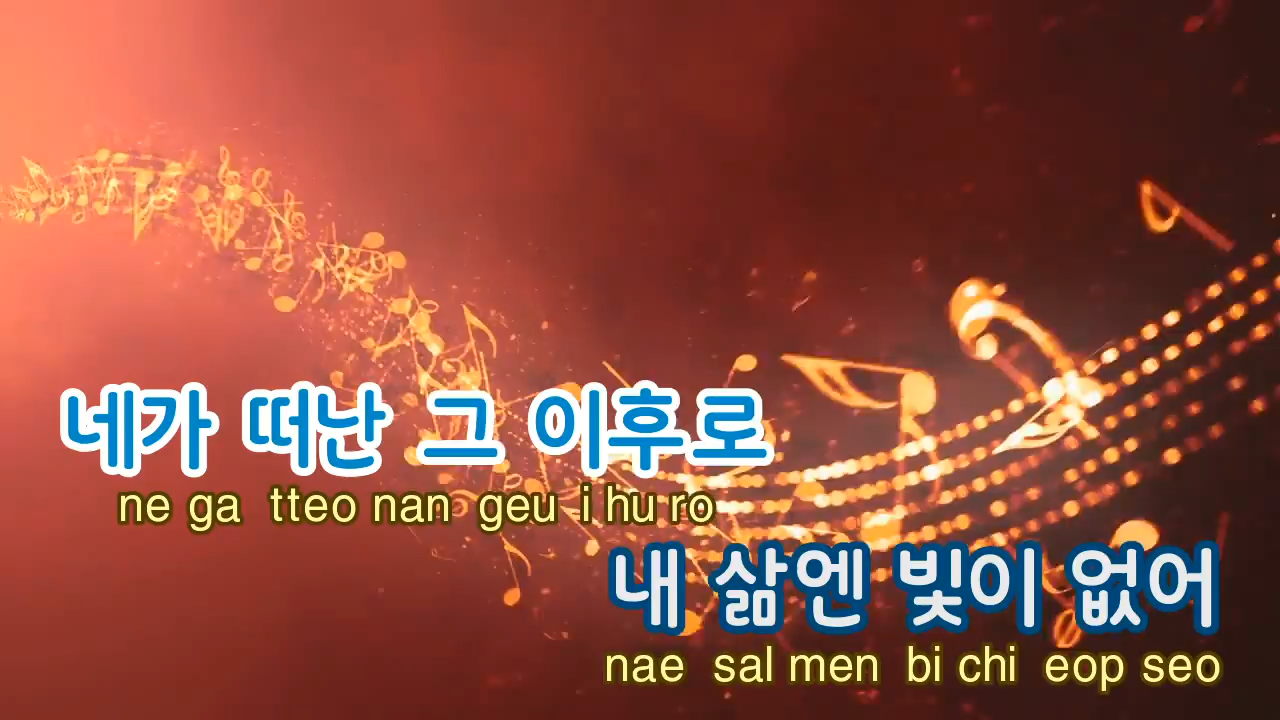 네가 떠난 그 이후로
ne ga tteo nan geu i hu ro
내 삶엔 빛이 없어
nae sal men bi chi eop seo